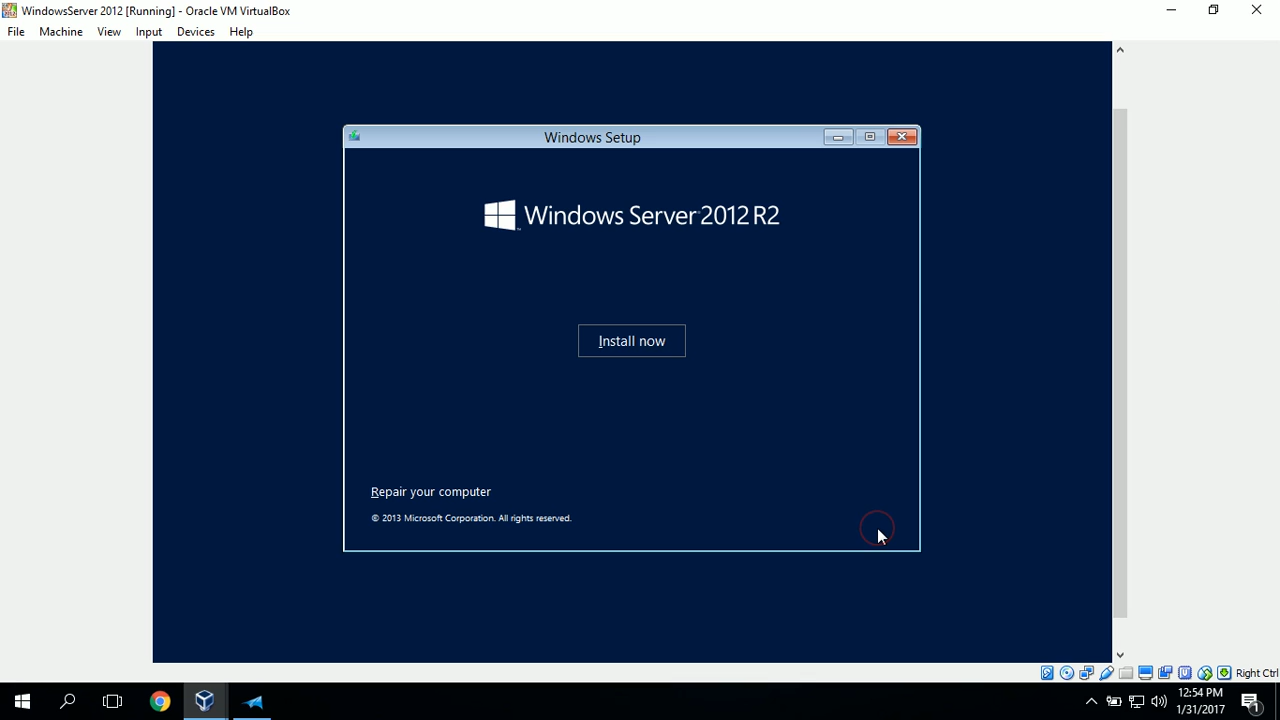 WindowsServer 2012 [Running] - Oracle VM VirtualBox
File Machine View Input Devices Help
Windows Setup
Windows Server 2012 R2
Install now
Repair your computer
© 2013 Microsoft Corporation. All rights reserved.
Right Ctrl
12:54 PM
1/31/2017
1